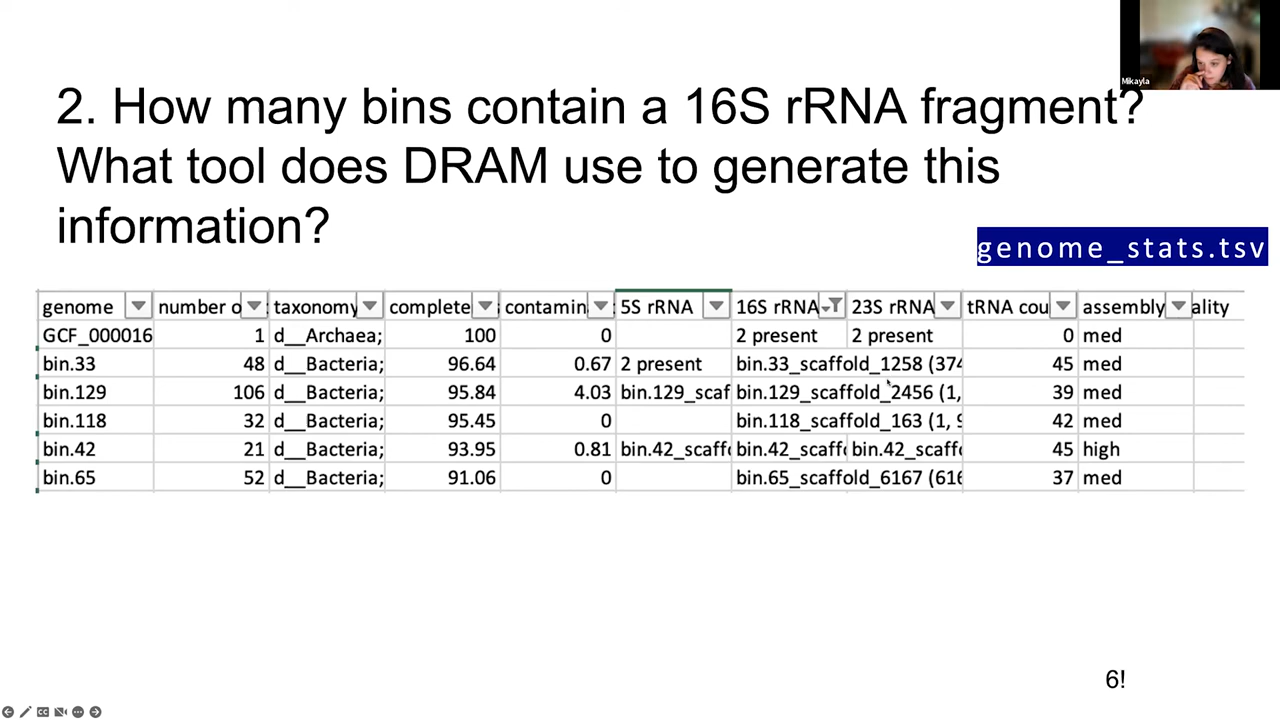 Mikayla
2. How many bins contain a 16S rRNA fragment?
What tool does DRAM use to generate this
information?
genome_stats.tsv
genome number o taxonomy complete contamin 5S rRNA 16S rRNA 23S rRNA tRNA cou assembly ality
GCF_000016 1 d__Archaea; 100 0 2 present 2 present 0 med
bin.33 48 d__Bacteria; 96.64 0.67 2 present bin.33_scaffold_1258 (374 45 med
bin.129 106 d__Bacteria; 95.84 4.03 bin.129_scaf bin.129_scaffold_2456 (1, 39 med
bin.118 32 d__Bacteria; 95.45 0 bin.118_scaffold_163 (1, 9 42 med
bin.42 21 d__Bacteria; 93.95 0.81 bin.42_scaffo bin.42_scaffo bin.42_scaffo 45 high
bin.65 52 d__Bacteria; 91.06 0 bin.65_scaffold_6167 (616 37 med
6!